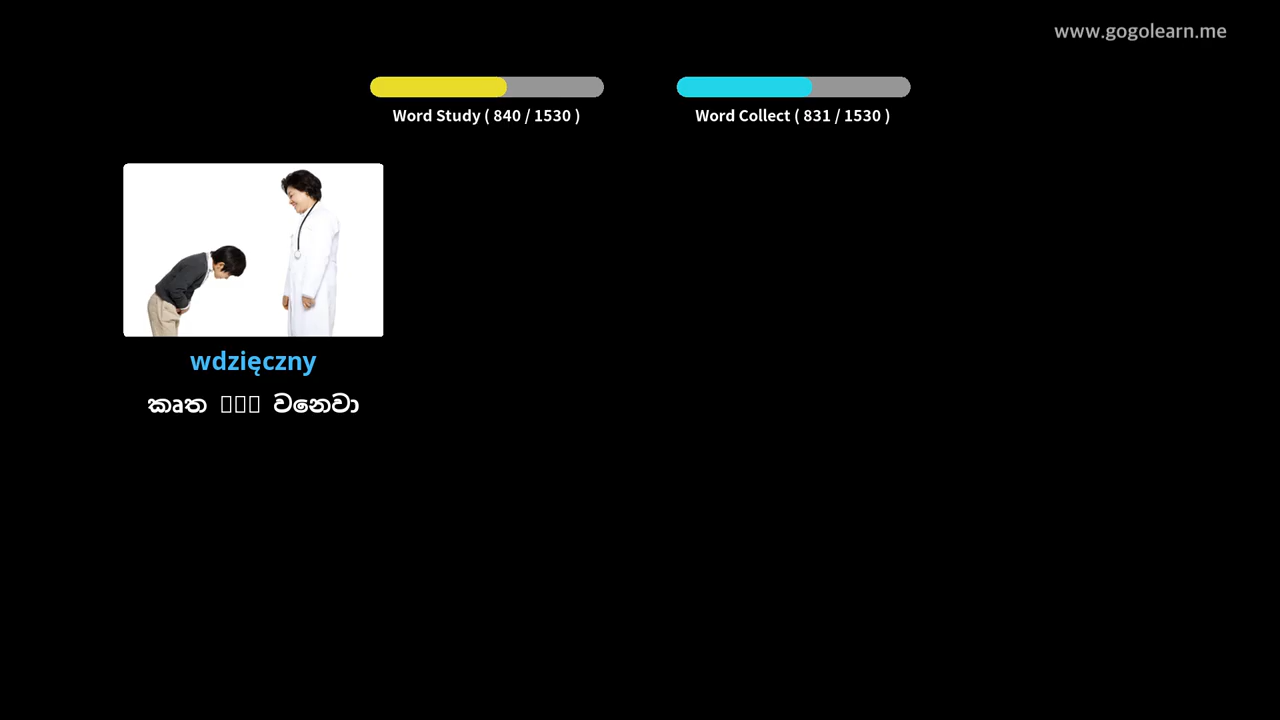 www.gogolearn.me
Word Study ( 840 / 1530 )
Word Collect ( 831 / 1530 )
wdzięczny
කෘත වනෙවා